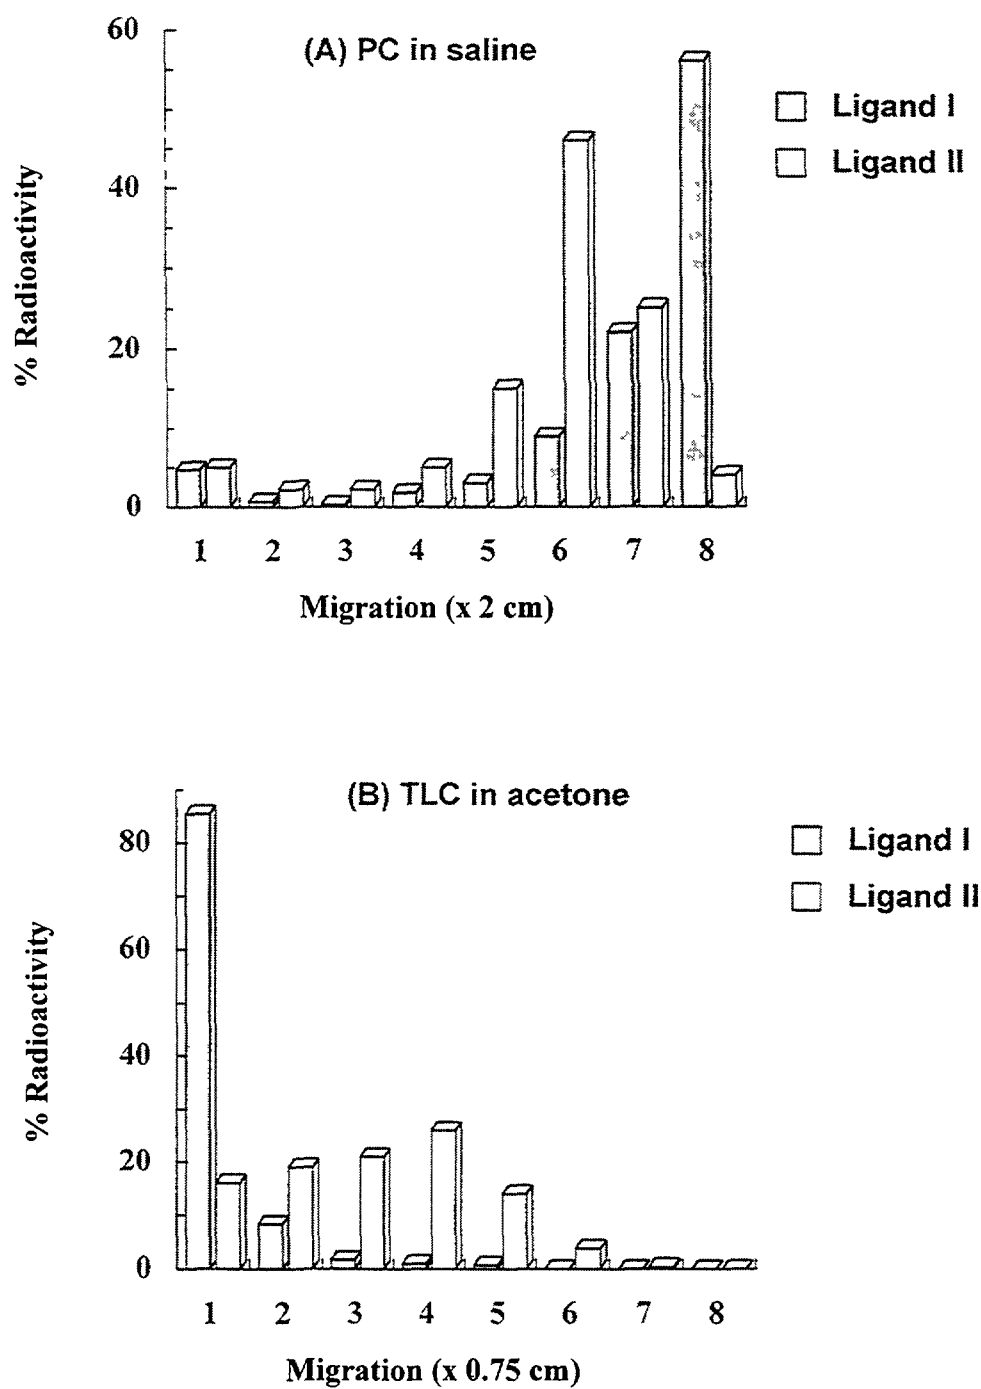 (A) PC in saline
60
40
20
0
% Radioactivity
Ligand I
Ligand II
1 2 3 4 5 6 7 8
Migration (x 2 cm)
(B) TLC in acetone
80
60
40
20
0
% Radioactivity
Ligand I
Ligand II
1 2 3 4 5 6 7 8
Migration (x 0.75 cm)